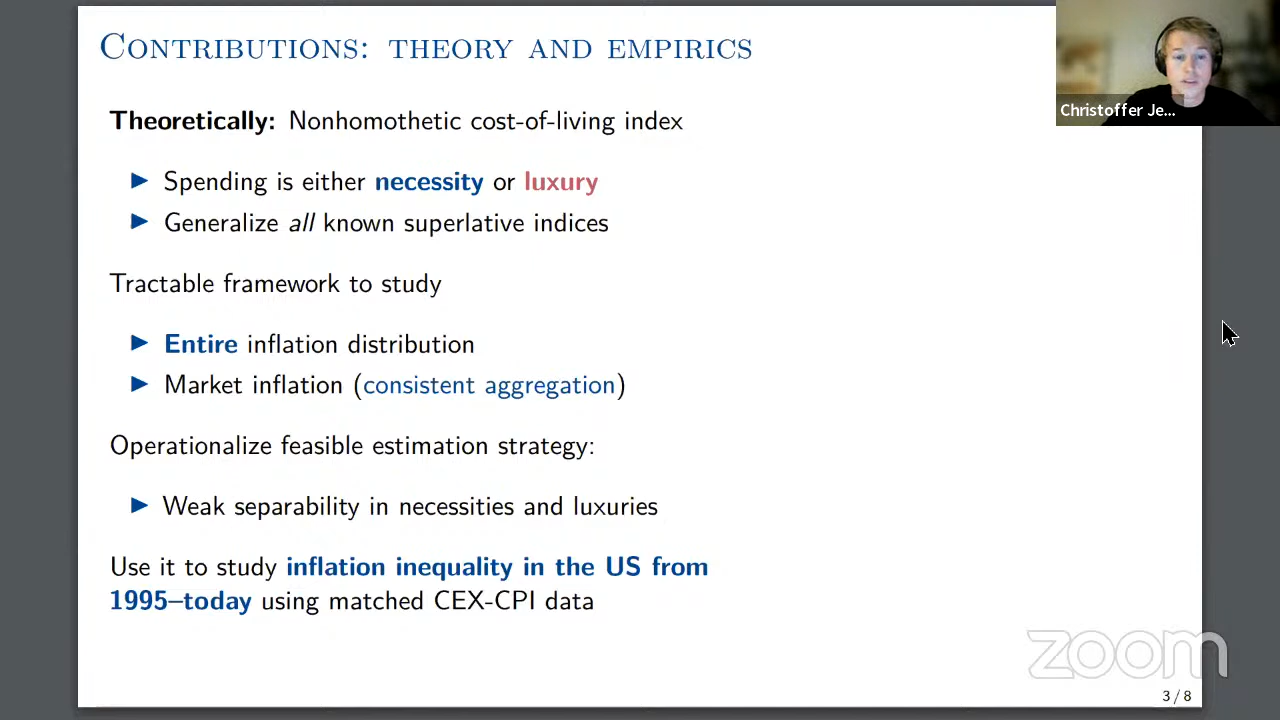 CONTRIBUTIONS: THEORY AND EMPIRICS
Christoffer Je...
Theoretically: Nonhomothetic cost-of-living index
Spending is either necessity or luxury
Generalize all known superlative indices
Tractable framework to study
Entire inflation distribution
Market inflation (consistent aggregation)
Operationalize feasible estimation strategy:
Weak separability in necessities and luxuries
Use it to study inflation inequality in the US from
1995–today using matched CEX-CPI data
zoom
3 / 8